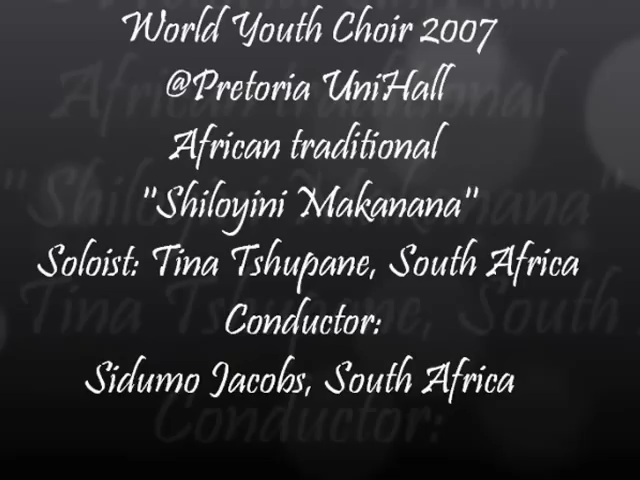 World Youth Choir 2007
@Pretoria UniHall
African traditional
"Shiloyini Makanana"
Soloist: Tina Tshupane, South Africa
Conductor:
Sidumo Jacobs, South Africa